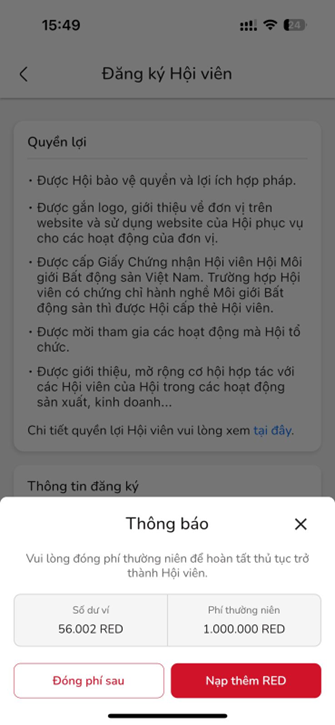 15:49
24
Đăng ký Hội viên
Quyền lợi
• Được Hội bảo vệ quyền và lợi ích hợp pháp.
• Được gắn logo, giới thiệu về đơn vị trên
website và sử dụng website của Hội phục vụ
cho các hoạt động của đơn vị.
• Được cấp Giấy Chứng nhận Hội viên Hội Môi
giới Bất động sản Việt Nam. Trường hợp Hội
viên có chứng chỉ hành nghề Môi giới Bất
động sản thì được Hội cấp thẻ Hội viên.
• Được mời tham gia các hoạt động mà Hội tổ
chức.
• Được giới thiệu, mở rộng cơ hội hợp tác với
các Hội viên của Hội trong các hoạt động
sản xuất, kinh doanh...
Chi tiết quyền lợi Hội viên vui lòng xem tại đây.
Thông tin đăng ký
Thông báo
Vui lòng đóng phí thường niên để hoàn tất thủ tục trở
thành Hội viên.
Số dư ví
56.002 RED
Phí thường niên
1.000.000 RED
Đóng phí sau
Nạp thêm RED